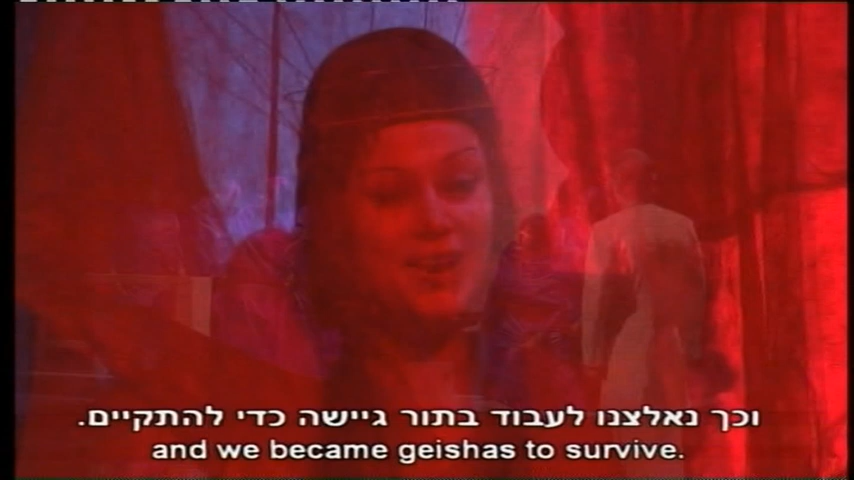 וכך נאלצנו לעבוד בתור גיישה כדי להתקיים.
and we became geishas to survive.